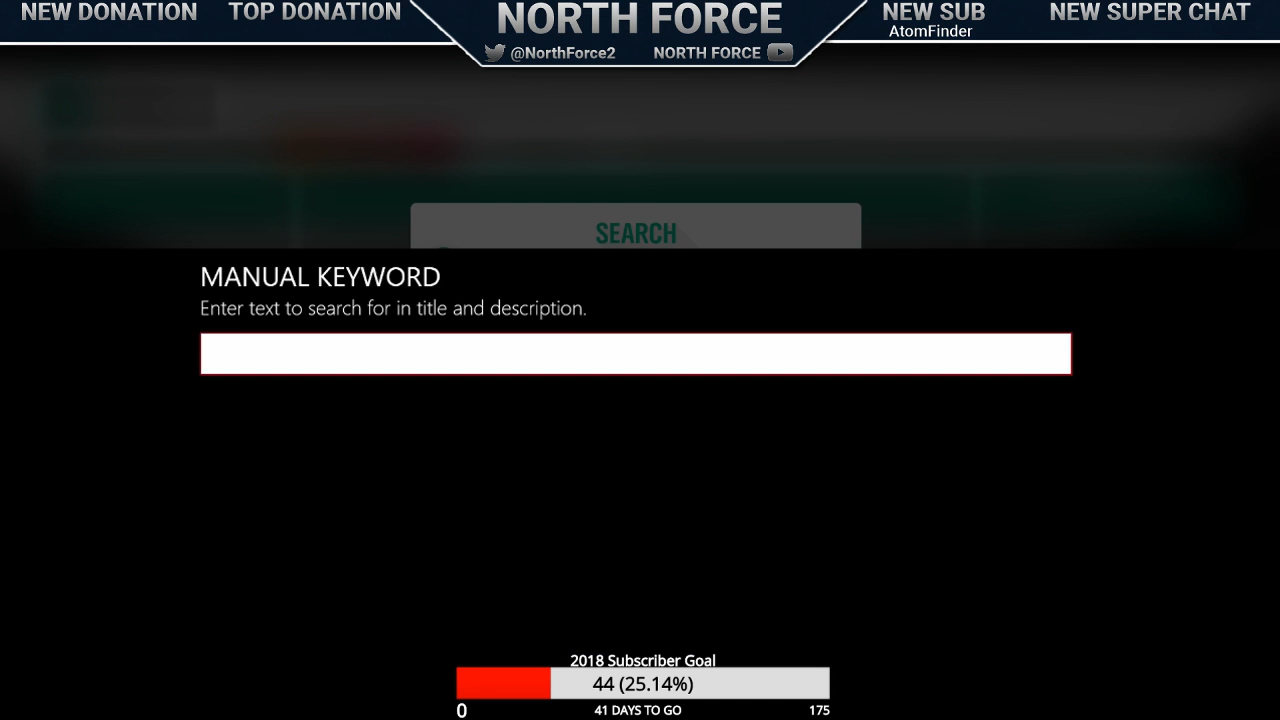 NEW DONATION
TOP DONATION
NORTH FORCE
@NorthForce2
NORTH FORCE
NEW SUB
AtomFinder
NEW SUPER CHAT
SEARCH
MANUAL KEYWORD
Enter text to search for in title and description.
2018 Subscriber Goal
44 (25.14%)
0
41 DAYS TO GO
175